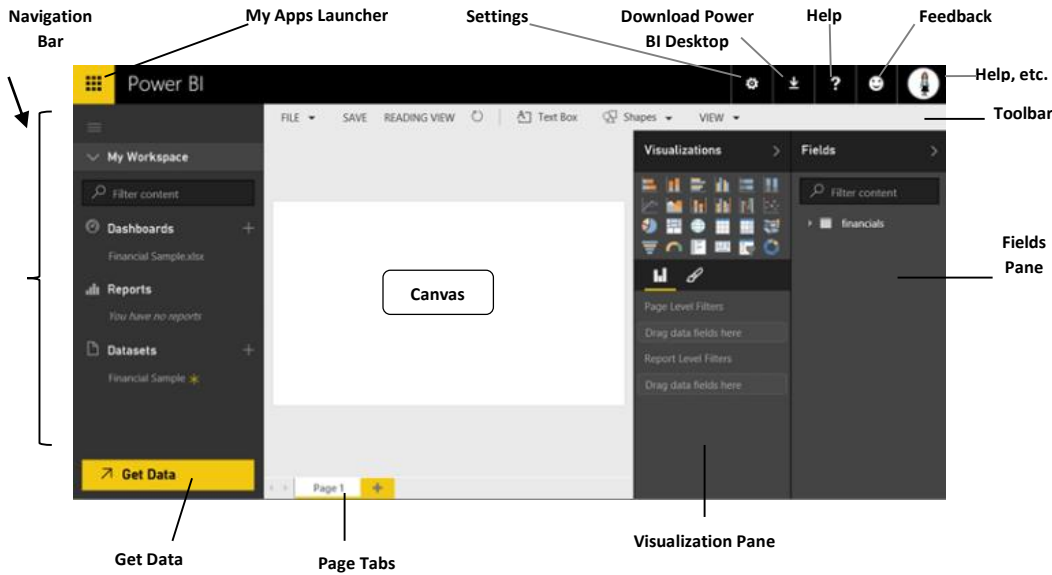 Navigation
Bar
My Apps Launcher
Settings
Download Power
BI Desktop
Help
Feedback
Help, etc.
Power BI
?
Toolbar
FILE
SAVE
READING VIEW
Text Box
Shapes
VIEW
My Workspace
Filter content
Dashboards
Financial Sample.xlsx
Reports
You have no reports
Datasets
Financial Sample
Get Data
Canvas
Page 1
Visualizations
Page Level Filters
Drag data fields here
Report Level Filters
Drag data fields here
Fields
Filter content
financials
Fields
Pane
Get Data
Page Tabs
Visualization Pane